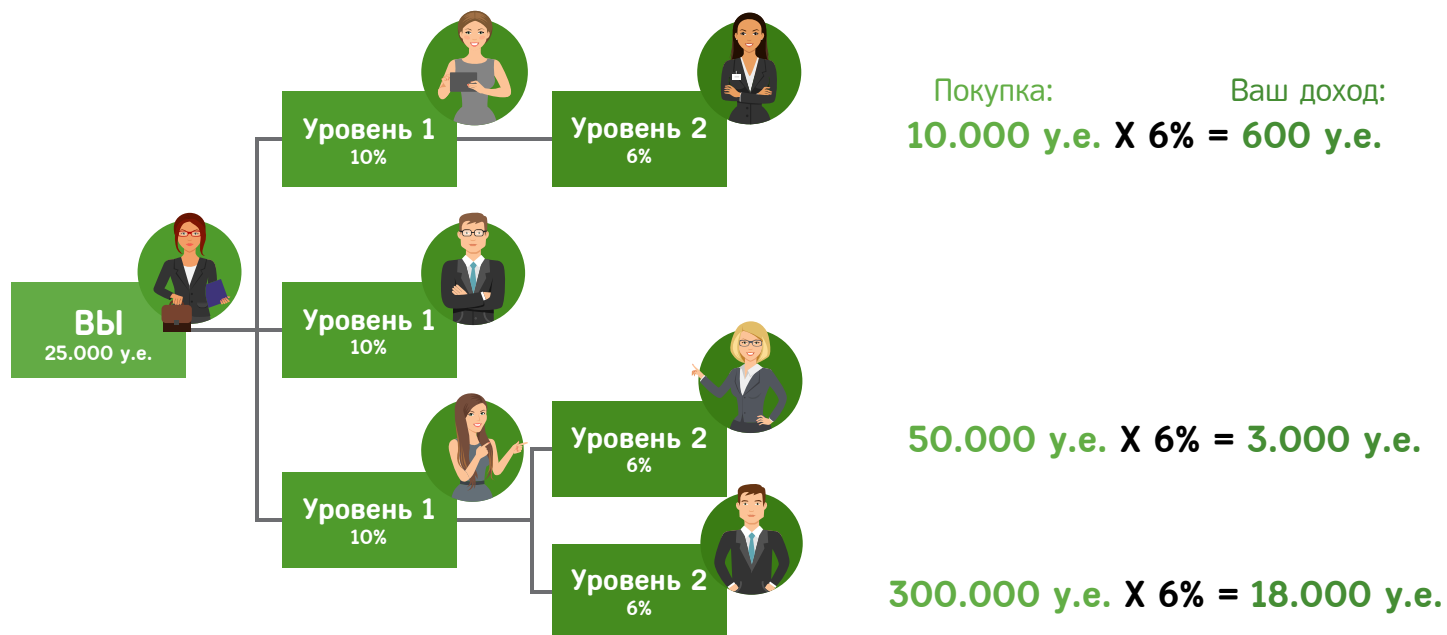 Покупка:
Ваш доход:
Уровень 1
10%
Уровень 2
6%
10.000 у.е. X 6% = 600 у.е.
ВЫ
25.000 у.е.
Уровень 1
10%
Уровень 2
6%
50.000 у.е. X 6% = 3.000 у.е.
Уровень 1
10%
Уровень 2
6%
300.000 у.е. X 6% = 18.000 у.е.